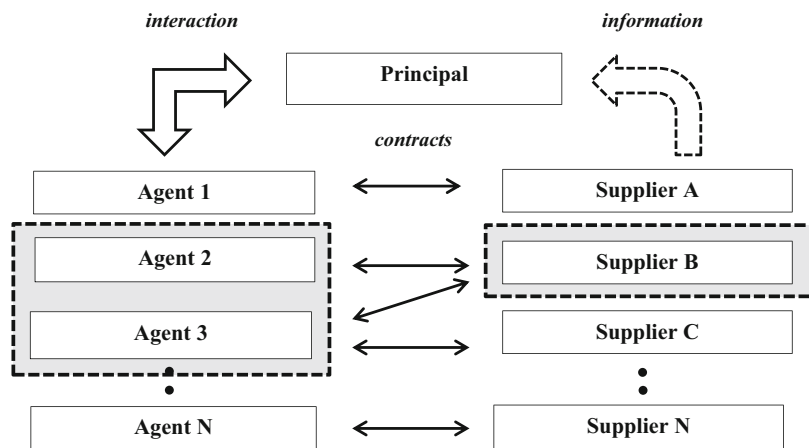 interaction
information
Principal
contracts
Agent 1
Supplier A
Agent 2
Supplier B
Agent 3
Supplier C
Agent N
Supplier N